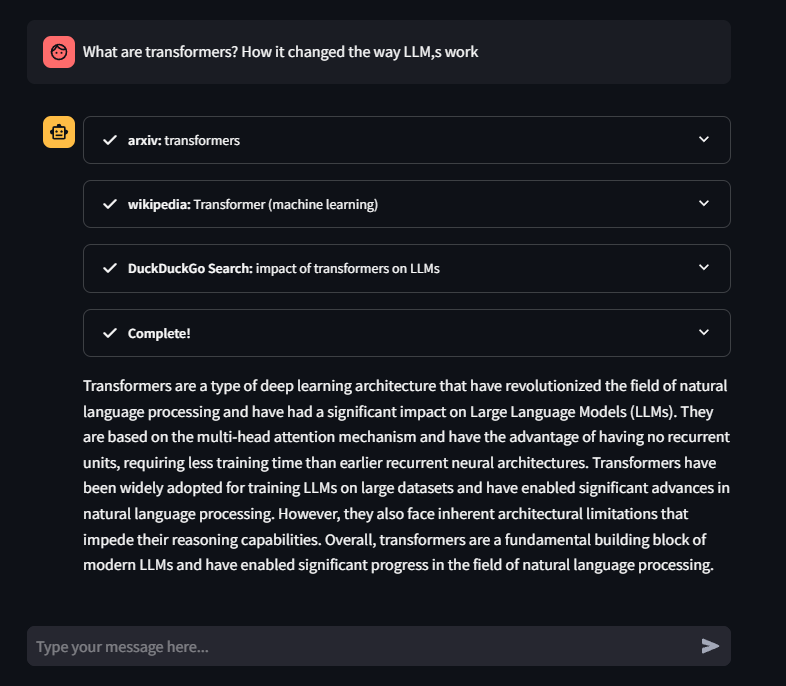 What are transformers? How it changed the way LLM,s work
arxiv: transformers
wikipedia: Transformer (machine learning)
DuckDuckGo Search: impact of transformers on LLMs
Complete!
Transformers are a type of deep learning architecture that have revolutionized the field of natural
language processing and have had a significant impact on Large Language Models (LLMs). They
are based on the multi-head attention mechanism and have the advantage of having no recurrent
units, requiring less training time than earlier recurrent neural architectures. Transformers have
been widely adopted for training LLMs on large datasets and have enabled significant advances in
natural language processing. However, they also face inherent architectural limitations that
impede their reasoning capabilities. Overall, transformers are a fundamental building block of
modern LLMs and have enabled significant progress in the field of natural language processing.
Type your message here...